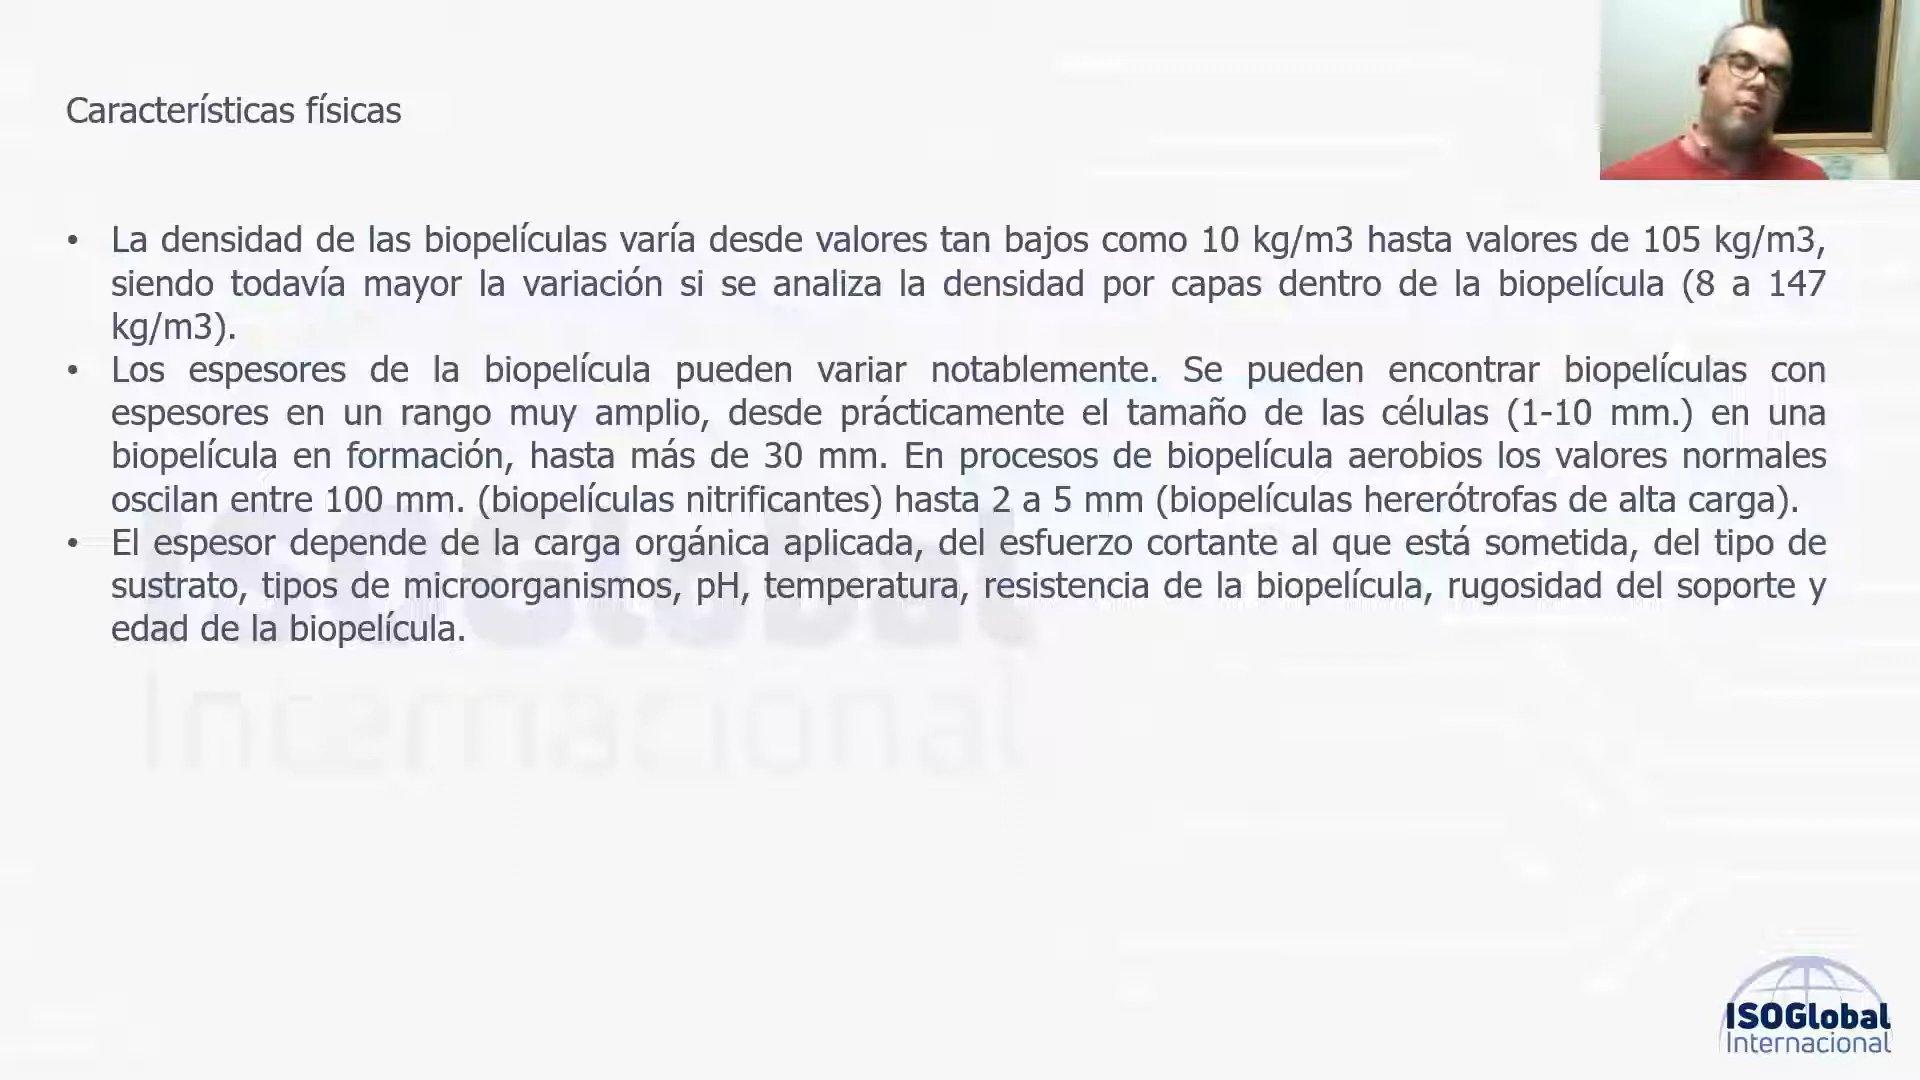 Características físicas
• La densidad de las biopelículas varía desde valores tan bajos como 10 kg/m3 hasta valores de 105 kg/m3,
siendo todavía mayor la variación si se analiza la densidad por capas dentro de la biopelícula (8 a 147
kg/m3).
• Los espesores de la biopelícula pueden variar notablemente. Se pueden encontrar biopelículas con
espesores en un rango muy amplio, desde prácticamente el tamaño de las células (1-10 mm.) en una
biopelícula en formación, hasta más de 30 mm. En procesos de biopelícula aerobios los valores normales
oscilan entre 100 mm. (biopelículas nitrificantes) hasta 2 a 5 mm (biopelículas hererótrofas de alta carga).
• El espesor depende de la carga orgánica aplicada, del esfuerzo cortante al que está sometida, del tipo de
sustrato, tipos de microorganismos, pH, temperatura, resistencia de la biopelícula, rugosidad del soporte y
edad de la biopelícula.
ISOGlobal
Internacional
ISOGlobal
Internacional